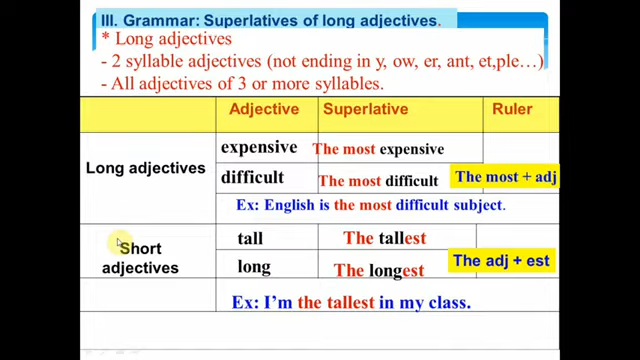 III. Grammar: Superlatives of long adjectives.
* Long adjectives
- 2 syllable adjectives (not ending in y, ow, er, ant, et,ple…)
- All adjectives of 3 or more syllables.
Adjective Superlative Ruler
Long adjectives
expensive The most expensive
difficult The most difficult The most + adj
Ex: English is the most difficult subject.
Short adjectives
tall The tallest
long The longest The adj + est
Ex: I'm the tallest in my class.